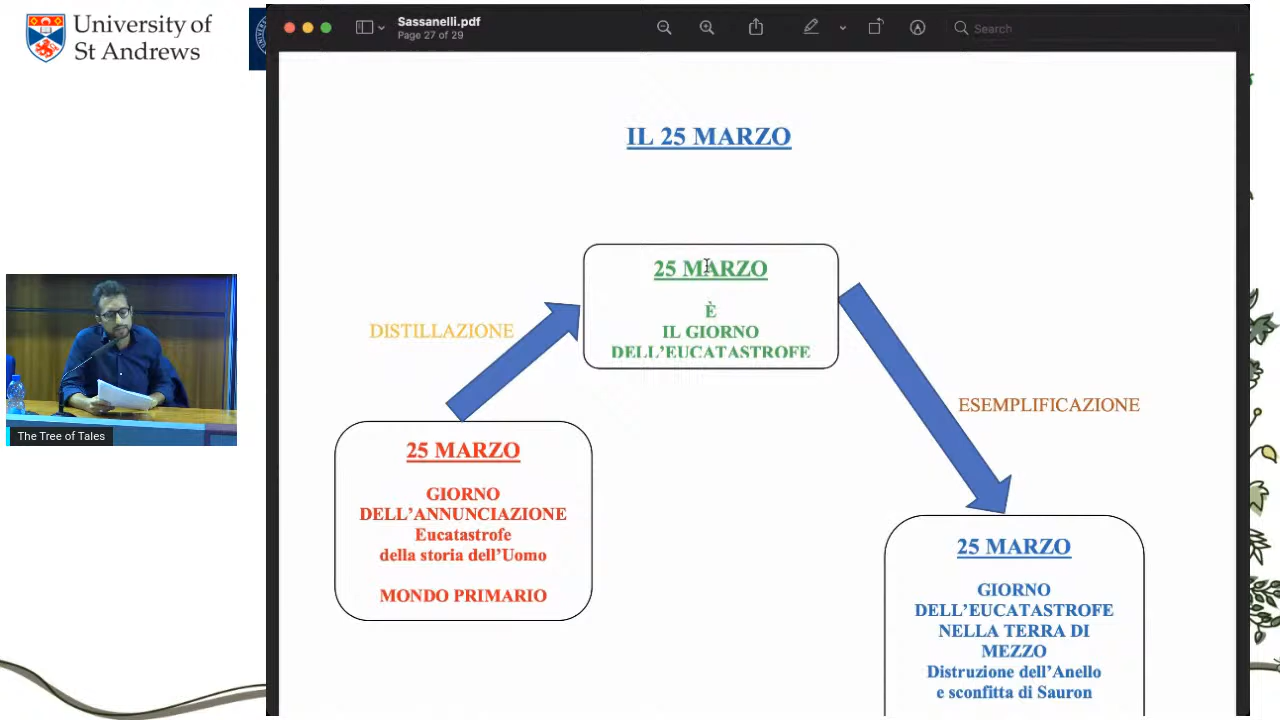 University of
St Andrews
Sassanelli.pdf
Page 27 of 29
Search
IL 25 MARZO
25 MARZO
È
IL GIORNO
DELL'EUCATASTROFE
DISTILLAZIONE
ESEMPLIFICAZIONE
25 MARZO
GIORNO
DELL'ANNUNCIAZIONE
Eucatastrofe
della storia dell'Uomo
MONDO PRIMARIO
25 MARZO
GIORNO
DELL'EUCATASTROFE
NELLA TERRA DI
MEZZO
Distruzione dell'Anello
e sconfitta di Sauron
The Tree of Tales